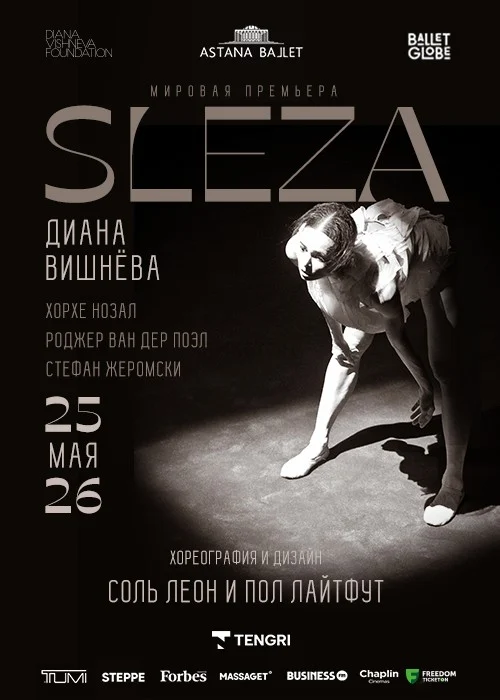 DIANA
VISHNEVA
FOUNDATION
ASTANA BALLET
BALLET
GLOBE
МИРОВАЯ ПРЕМЬЕРА
SLEZA
ДИАНА
ВИШНЁВА
ХОРХЕ НОЗАЛ
РОДЖЕР ВАН ДЕР ПОЭЛ
СТЕФАН ЖЕРОМСКИ
25
МАЯ
26
ХОРЕОГРАФИЯ И ДИЗАЙН
СОЛЬ ЛЕОН И ПОЛ ЛАЙТФУТ
TENGRI
TUMI STEPPE Forbes MASSAGET BUSINESS FM Chaplin Cinemas FREEDOM TICKETON